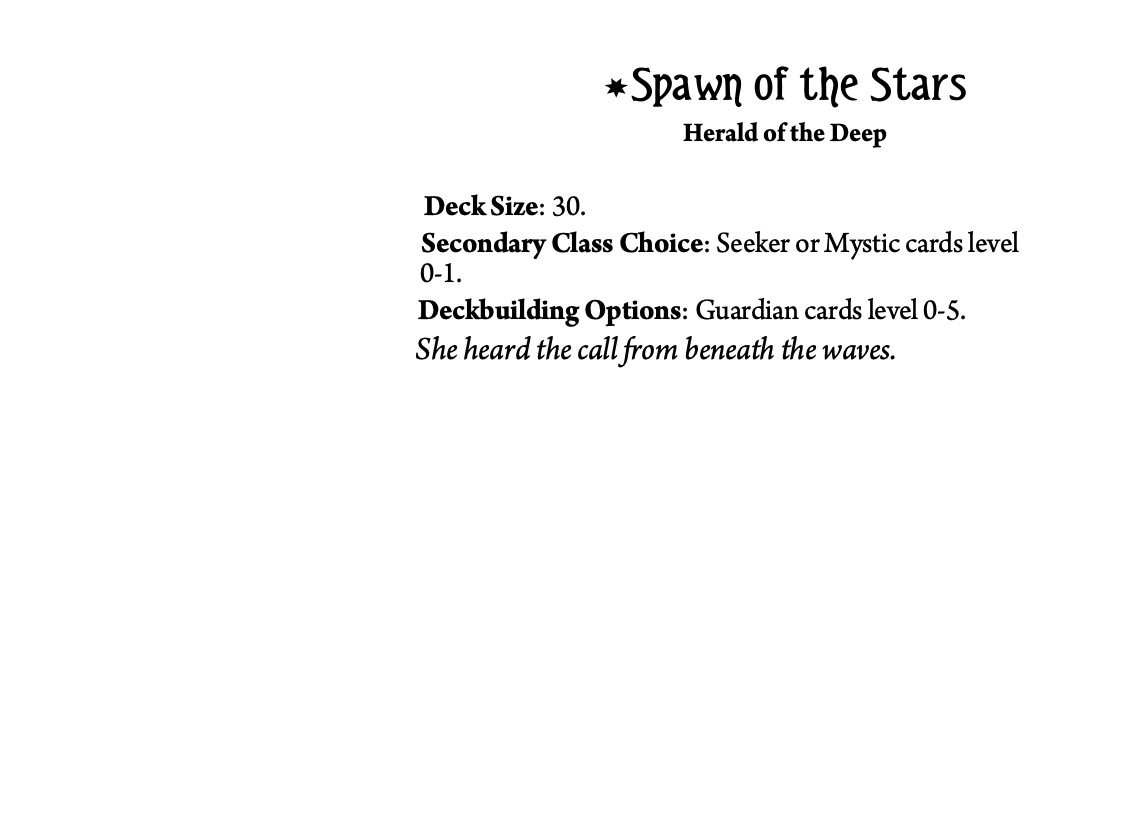 ✷Spawn of the Stars
Herald of the Deep
Deck Size: 30.
Secondary Class Choice: Seeker or Mystic cards level
0-1.
Deckbuilding Options: Guardian cards level 0-5.
She heard the call from beneath the waves.